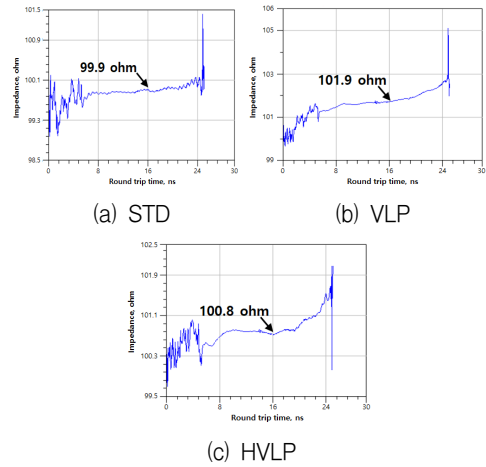 101.5
100.9
100.1
99.3
98.5
Impedance, ohm
99.9 ohm
0 6 12 18 24 30
Round trip time, ns
(a) STD
106
105
103
101
99
Impedance, ohm
101.9 ohm
0 8 16 24 30
Round trip time, ns
(b) VLP
102.5
101.9
101.1
100.3
99.5
Impedance, ohm
100.8 ohm
0 8 16 24 30
Round trip time, ns
(c) HVLP